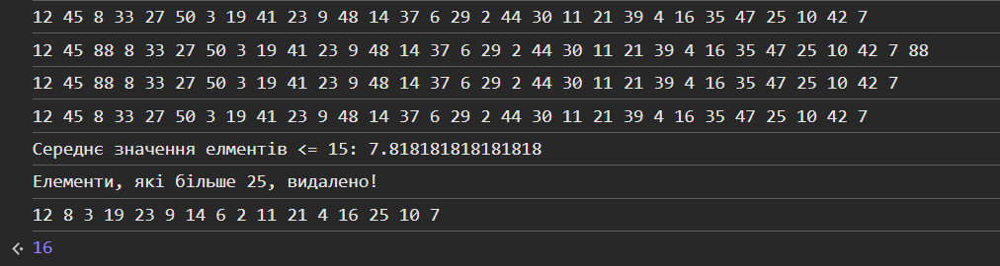 12 45 8 33 27 50 3 19 41 23 9 48 14 37 6 29 2 44 30 11 21 39 4 16 35 47 25 10 42 7
12 45 88 8 33 27 50 3 19 41 23 9 48 14 37 6 29 2 44 30 11 21 39 4 16 35 47 25 10 42 7 88
12 45 88 8 33 27 50 3 19 41 23 9 48 14 37 6 29 2 44 30 11 21 39 4 16 35 47 25 10 42 7
12 45 8 33 27 50 3 19 41 23 9 48 14 37 6 29 2 44 30 11 21 39 4 16 35 47 25 10 42 7
Середнє значення елментів <= 15: 7.818181818181818
Елементи, які більше 25, видалено!
12 8 3 19 23 9 14 6 2 11 21 4 16 25 10 7
16